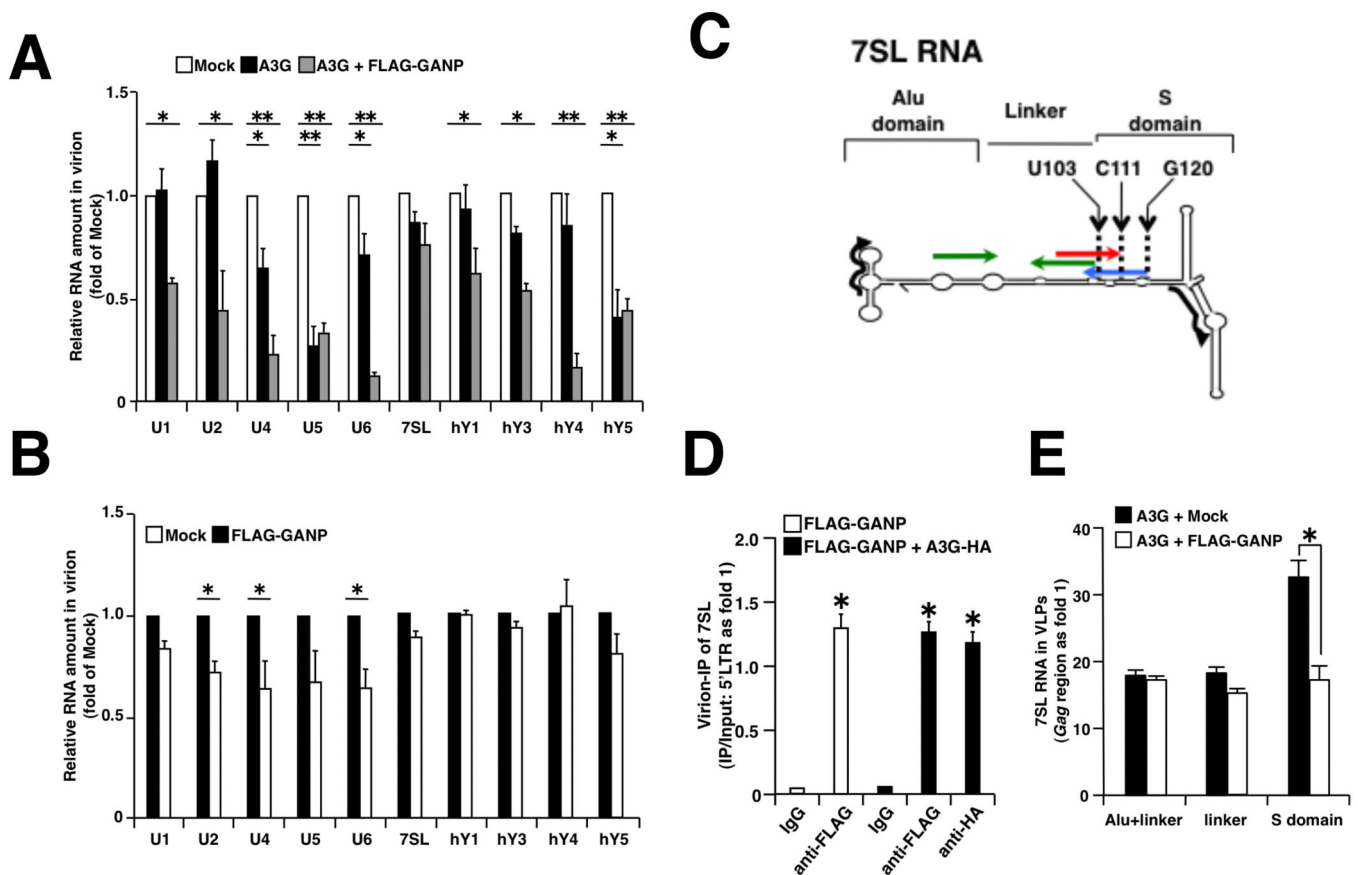 A
Mock A3G A3G + FLAG-GANP
Relative RNA amount in virion
(fold of Mock)
1.5
1.0
0.5
0
* * ** ** ** * * ** **
* ** * *
U1 U2 U4 U5 U6 7SL hY1 hY3 hY4 hY5
B
Mock FLAG-GANP
Relative RNA amount in virion
(fold of Mock)
1.5
1.0
0.5
0
* * *
U1 U2 U4 U5 U6 7SL hY1 hY3 hY4 hY5
C
7SL RNA
Alu
domain
Linker
S
domain
U103 C111 G120
D
FLAG-GANP
FLAG-GANP + A3G-HA
Virion-IP of 7SL
(IP/Input: 5'LTR as fold 1)
2.0
1.5
1.0
0.5
0
* * *
IgG anti-FLAG IgG anti-FLAG anti-HA
E
A3G + Mock
A3G + FLAG-GANP
7SL RNA in VLPs
(Gag region as fold 1)
40
30
20
10
0
*
Alu+linker linker S domain